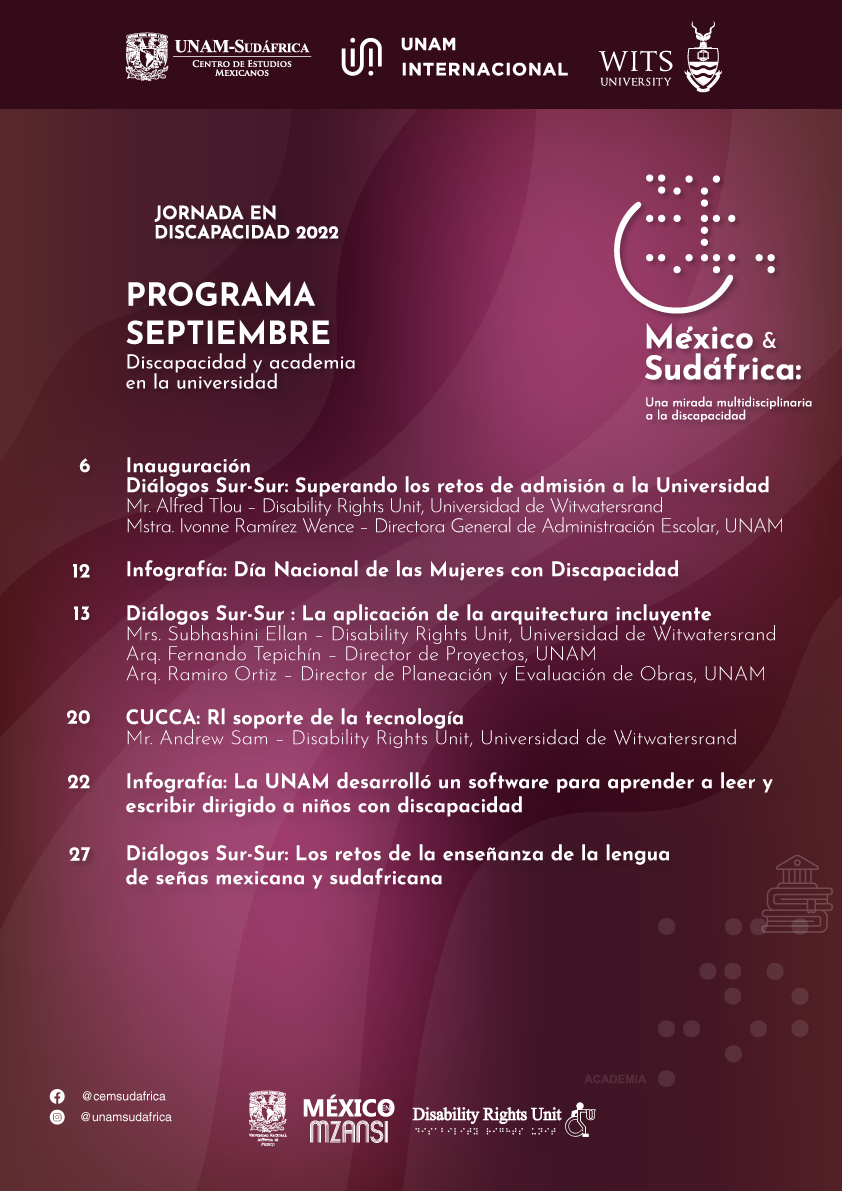 UNAM-SUDÁFRICA
CENTRO DE ESTUDIOS
MEXICANOS
UNAM
INTERNACIONAL
WITS
UNIVERSITY
JORNADA EN
DISCAPACIDAD 2022
PROGRAMA
SEPTIEMBRE
Discapacidad y academia
en la universidad
México &
Sudáfrica:
Una mirada multidisciplinaria
a la discapacidad
6 Inauguración
Diálogos Sur-Sur: Superando los retos de admisión a la Universidad
Mr. Alfred Tlou – Disability Rights Unit, Universidad de Witwatersrand
Mstra. Ivonne Ramírez Wence – Directora General de Administración Escolar, UNAM
12 Infografía: Día Nacional de las Mujeres con Discapacidad
13 Diálogos Sur-Sur : La aplicación de la arquitectura incluyente
Mrs. Subhashini Ellan – Disability Rights Unit, Universidad de Witwatersrand
Arq. Fernando Tepichín – Director de Proyectos, UNAM
Arq. Ramiro Ortiz – Director de Planeación y Evaluación de Obras, UNAM
20 CUCCA: Rl soporte de la tecnología
Mr. Andrew Sam – Disability Rights Unit, Universidad de Witwatersrand
22 Infografía: La UNAM desarrolló un software para aprender a leer y
escribir dirigido a niños con discapacidad
27 Diálogos Sur-Sur: Los retos de la enseñanza de la lengua
de señas mexicana y sudafricana
ACADEMIA
@cemsudafrica
@unamsudafrica
UNIVERSIDAD NACIONAL
AUTÓNOMA DE
MÉXICO
MÉXICO EN
MZANSI
Disability Rights Unit